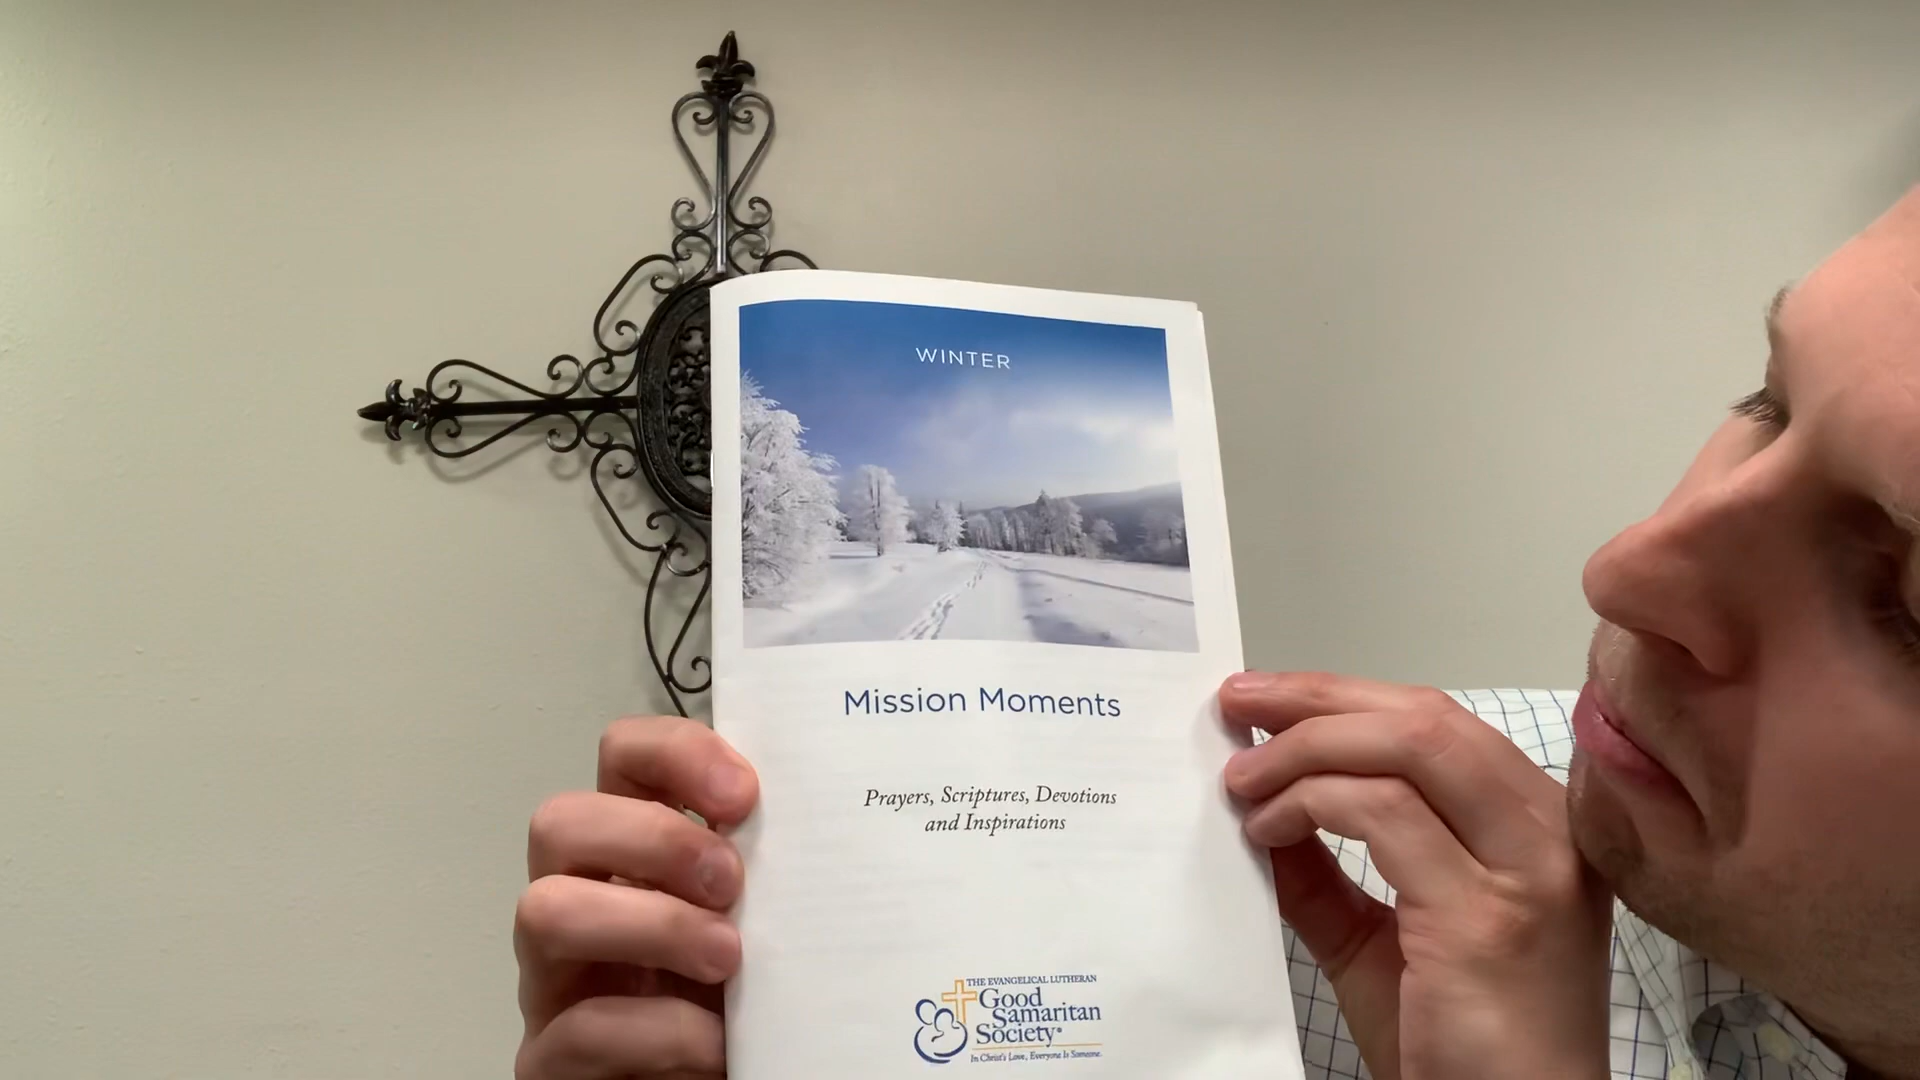 WINTER
Mission Moments
Prayers, Scriptures, Devotions
and Inspirations
THE EVANGELICAL LUTHERAN
Good
Samaritan
Society®
In Christ's Love, Everyone Is Someone.